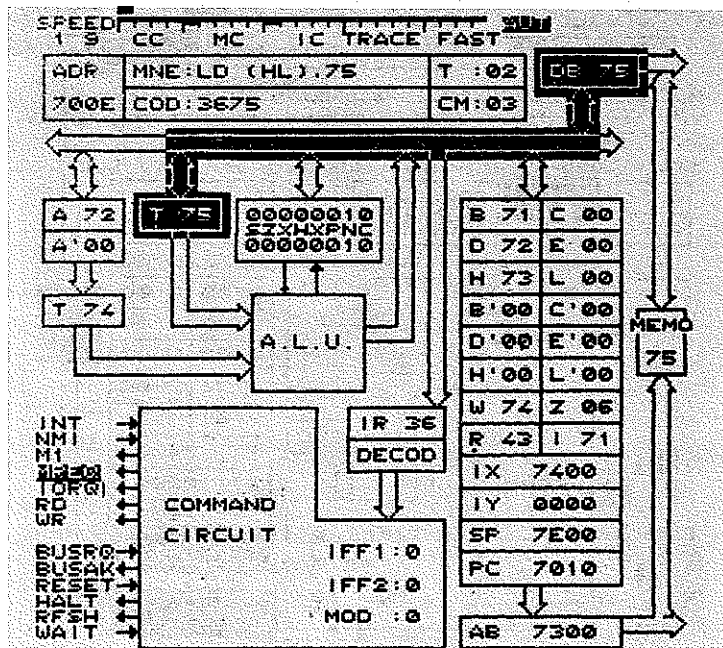 SPEED
1 S CC MC IC TRACE FAST
ADR MNE:LD (HL),75 T :02
700E COD:3675 CM:03
DB 75
A 72
A'00
T 74
T 75
00000010
SZXHXPNC
00000010
A.L.U.
B 71 C 00
D 72 E 00
H 73 L 00
B'00 C'00
D'00 E'00
H'00 L'00
W 74 Z 06
R 43 I 71
IX 7400
IY 0000
SP 7E00
PC 7010
AB 7300
MEMO
75
IR 36
DECOD
INT
NMI
M1
IORQ
RD
WR
BUSRQ
BUSAK
RESET
HALT
RFSH
WAIT
COMMAND
CIRCUIT
IFF1:0
IFF2:0
MOD :0